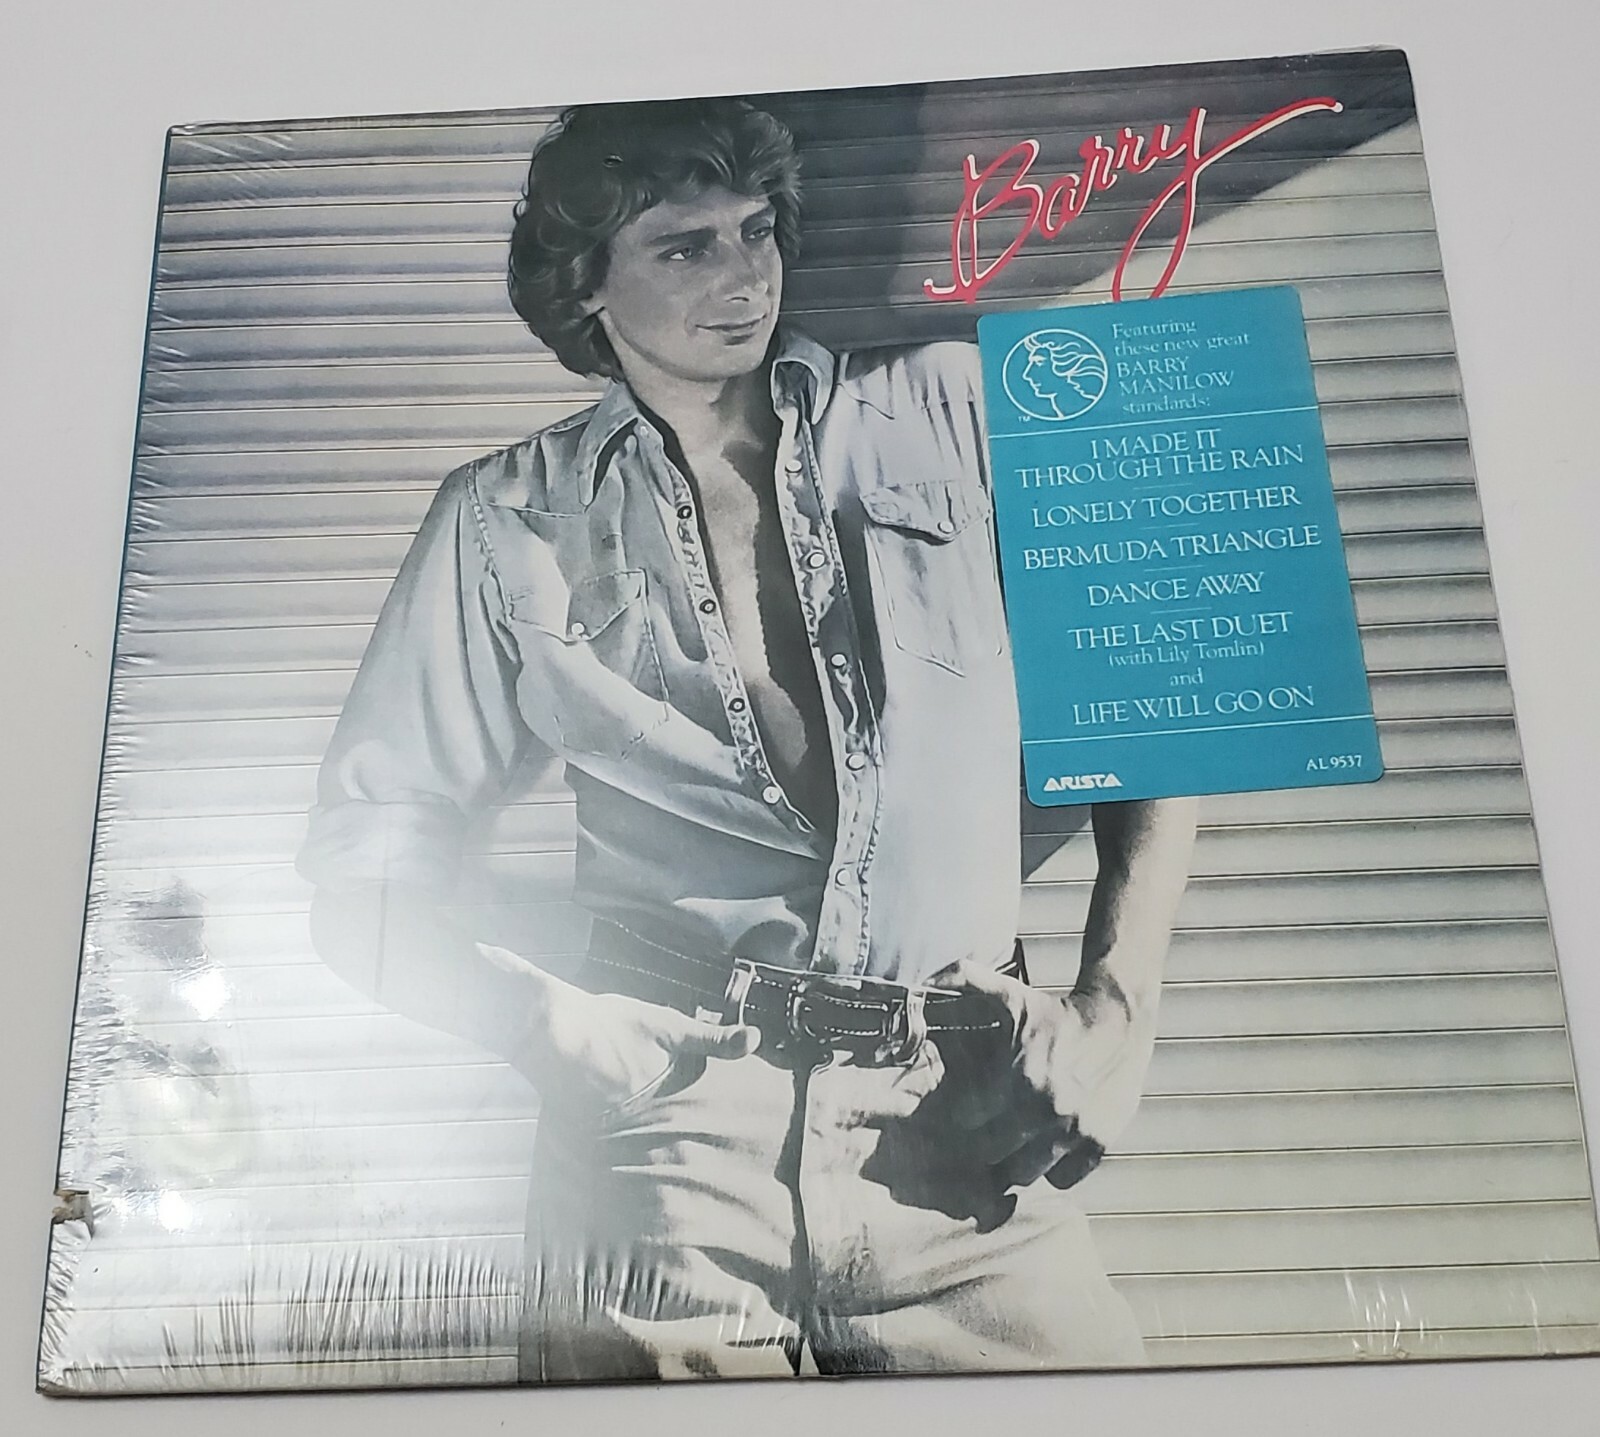 Barry
Featuring
these new great
BARRY
MANILOW
standards:
TM
I MADE IT
THROUGH THE RAIN
LONELY TOGETHER
BERMUDA TRIANGLE
DANCE AWAY
THE LAST DUET
(with Lily Tomlin)
and
LIFE WILL GO ON
ARISTA
AL 9537